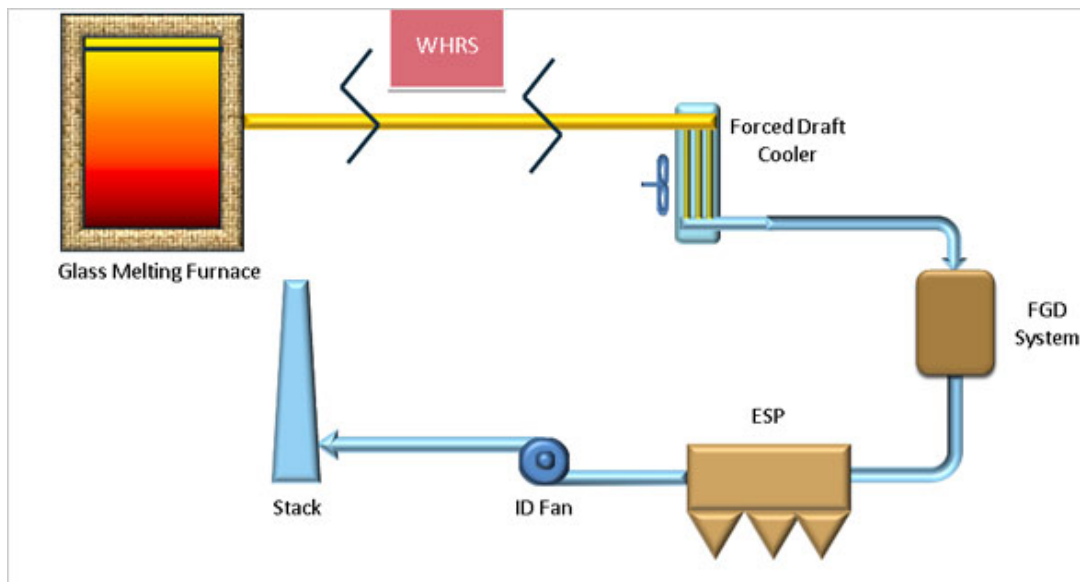 WHRS
Forced Draft
Cooler
Glass Melting Furnace
FGD
System
ESP
Stack
ID Fan